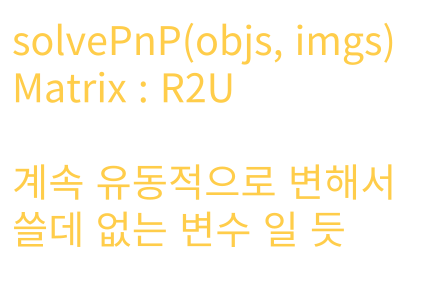 solvePnP(objs, imgs)
Matrix : R2U
계속 유동적으로 변해서
쓸데 없는 변수 일 듯